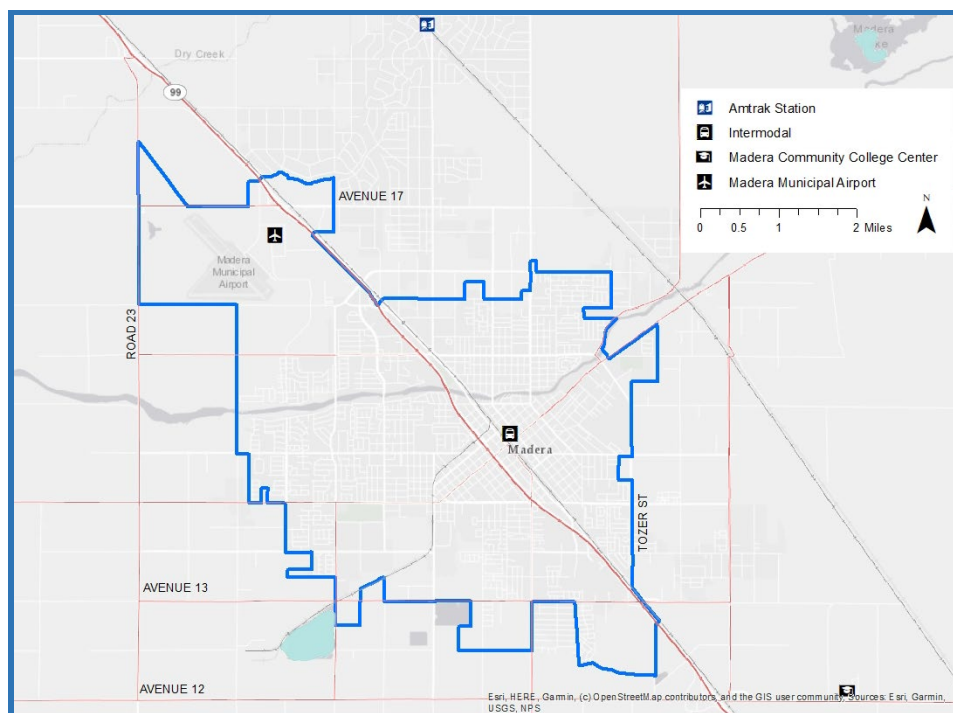 Madera
Lake
Dry Creek
99
Amtrak Station
Intermodal
Madera Community College Center
Madera Municipal Airport
N
0 0.5 1 2 Miles
AVENUE 17
Madera
Municipal
Airport
ROAD 23
Madera
TOZER ST
AVENUE 13
AVENUE 12
Esri, HERE, Garmin, (c) OpenStreetMap contributors, and the GIS user community, Sources: Esri, Garmin,
USGS, NPS